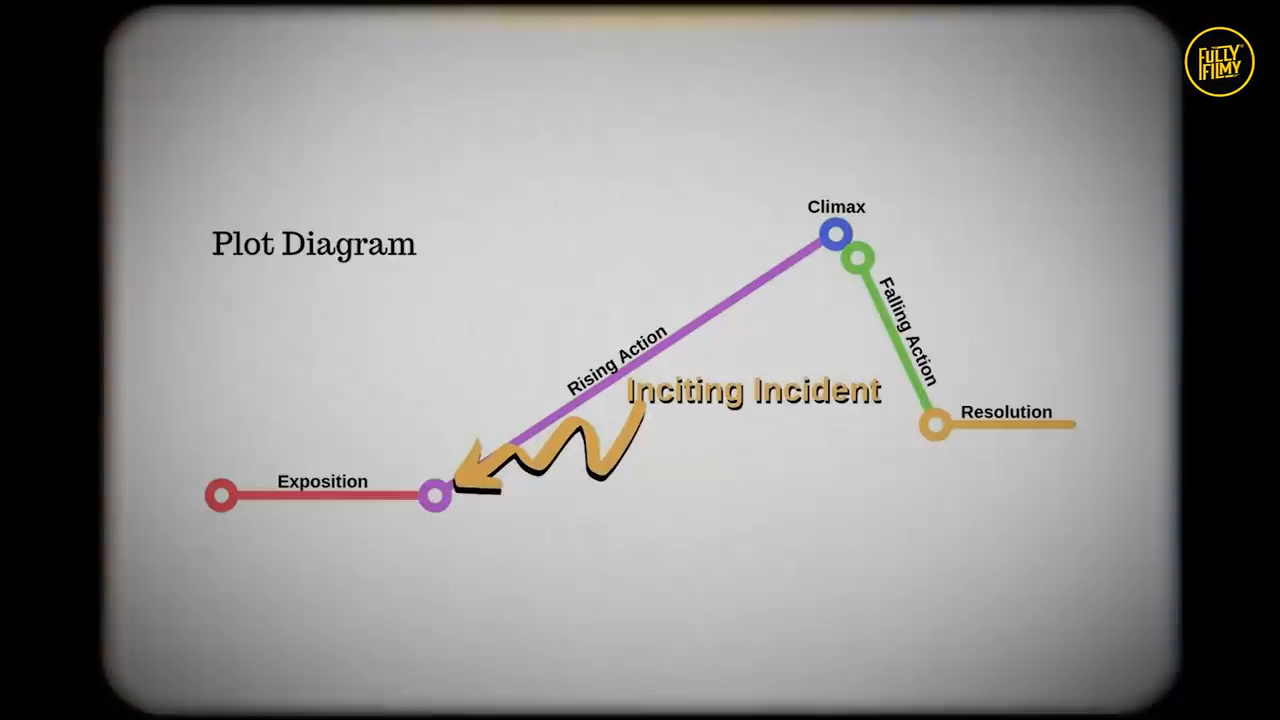 FULLY
FILMY
Climax
Plot Diagram
Falling Action
Rising Action
Inciting Incident
Resolution
Exposition